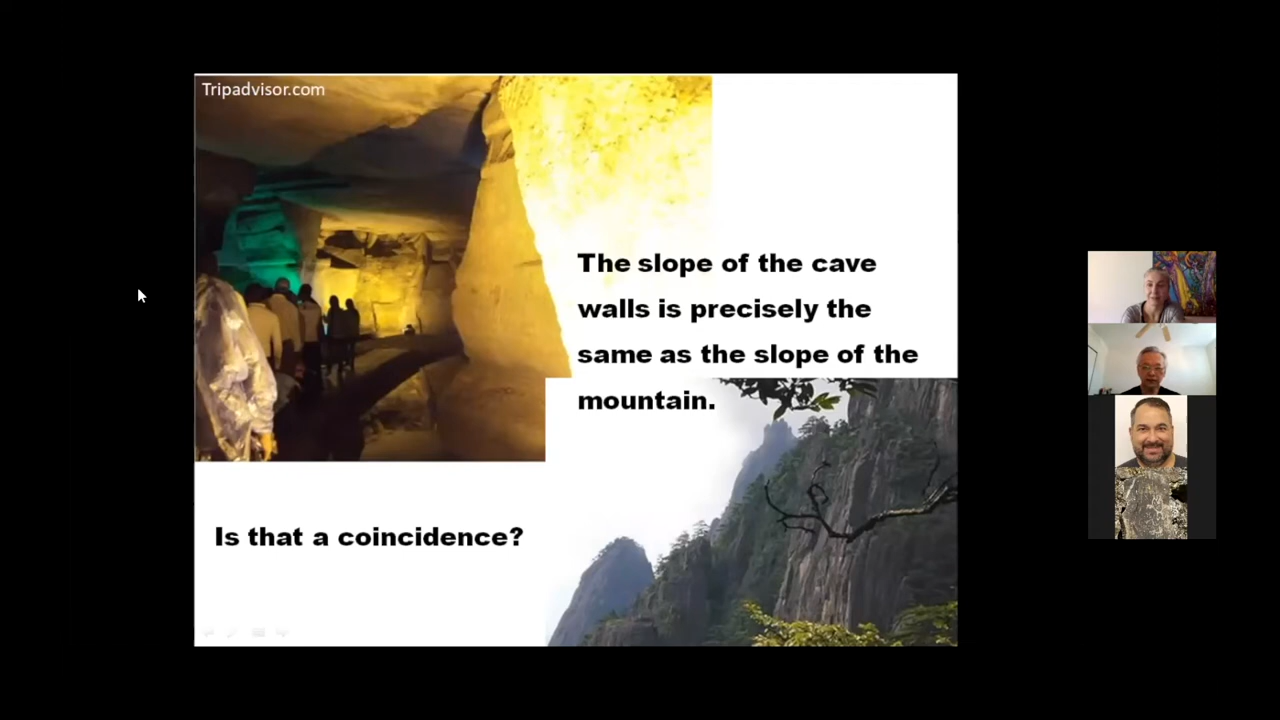 Tripadvisor.com
The slope of the cave
walls is precisely the
same as the slope of the
mountain.
Is that a coincidence?